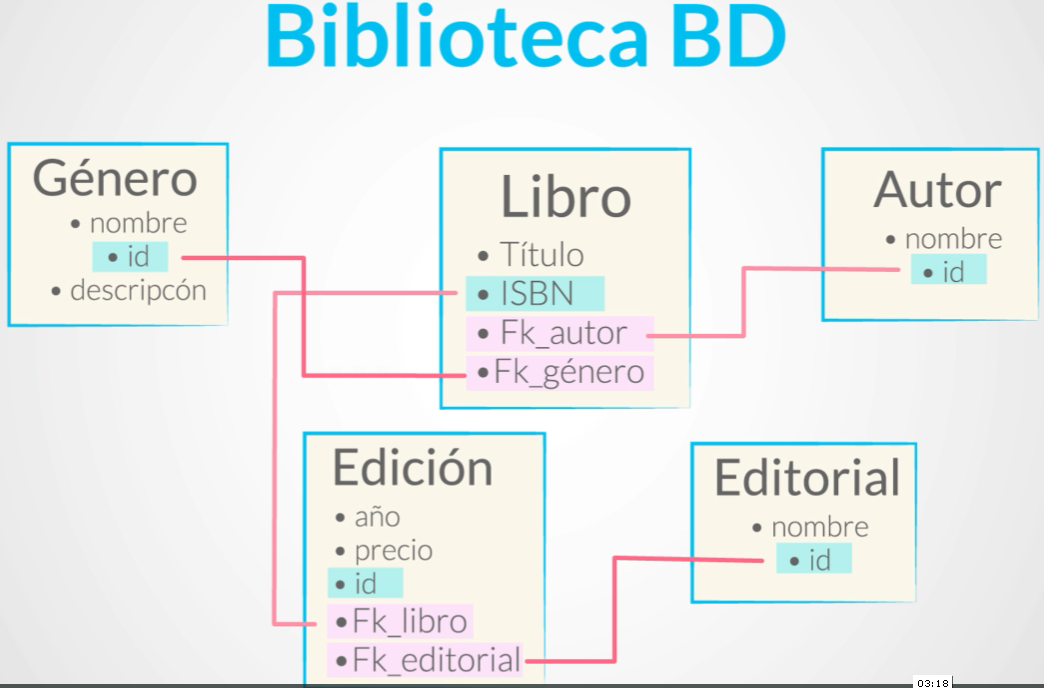 Biblioteca BD
Género
• nombre
• id
• descripcón
Libro
• Título
• ISBN
• Fk_autor
•Fk_género
Autor
• nombre
• id
Edición
• año
• precio
• id
•Fk_libro
•Fk_editorial
Editorial
• nombre
• id
03:18